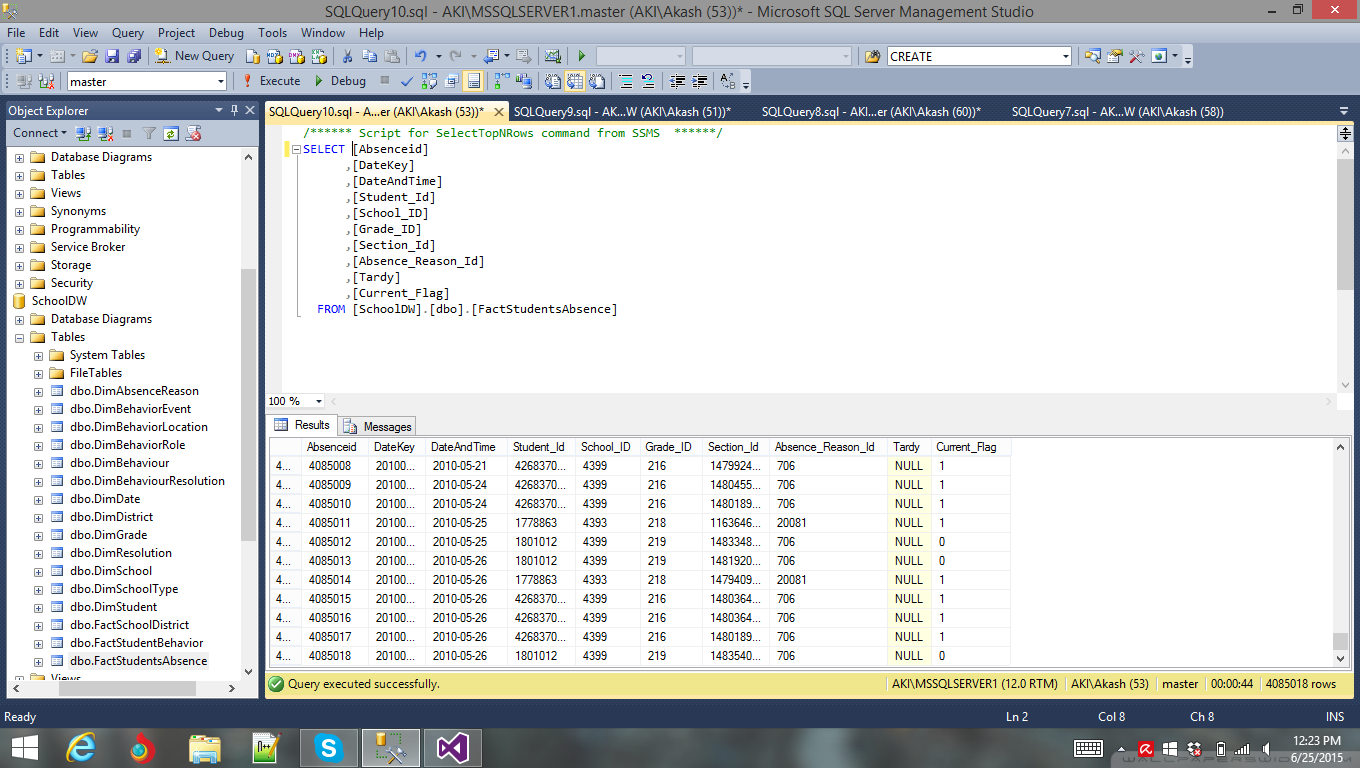 SQLQuery10.sql - AKI\MSSQLSERVER1.master (AKI\Akash (53))* - Microsoft SQL Server Management Studio
File Edit View Query Project Debug Tools Window Help
New Query CREATE
master Execute Debug
Object Explorer
Connect
Database Diagrams
Tables
Views
Synonyms
Programmability
Service Broker
Storage
Security
SchoolDW
Database Diagrams
Tables
System Tables
FileTables
dbo.DimAbsenceReason
dbo.DimBehaviorEvent
dbo.DimBehaviorLocation
dbo.DimBehaviorRole
dbo.DimBehaviour
dbo.DimBehaviourResolution
dbo.DimDate
dbo.DimDistrict
dbo.DimGrade
dbo.DimResolution
dbo.DimSchool
dbo.DimSchoolType
dbo.DimStudent
dbo.FactSchoolDistrict
dbo.FactStudentBehavior
dbo.FactStudentsAbsence
Views
SQLQuery10.sql - A...er (AKI\Akash (53))* SQLQuery9.sql - AK...W (AKI\Akash (51))* SQLQuery8.sql - AKI...er (AKI\Akash (60))* SQLQuery7.sql - AK...W (AKI\Akash (58))
/****** Script for SelectTopNRows command from SSMS  ******/
SELECT [Absenceid]
,[DateKey]
,[DateAndTime]
,[Student_Id]
,[School_ID]
,[Grade_ID]
,[Section_Id]
,[Absence_Reason_Id]
,[Tardy]
,[Current_Flag]
FROM [SchoolDW].[dbo].[FactStudentsAbsence]
100 %
Results Messages
Absenceid DateKey DateAndTime Student_Id School_ID Grade_ID Section_Id Absence_Reason_Id Tardy Current_Flag
4... 4085008 20100... 2010-05-21 4268370... 4399 216 1479924... 706 NULL 1
4... 4085009 20100... 2010-05-24 4268370... 4399 216 1480455... 706 NULL 1
4... 4085010 20100... 2010-05-24 4268370... 4399 216 1480189... 706 NULL 1
4... 4085011 20100... 2010-05-25 1778863 4393 218 1163646... 20081 NULL 1
4... 4085012 20100... 2010-05-25 1801012 4399 219 1483348... 706 NULL 0
4... 4085013 20100... 2010-05-26 1801012 4399 219 1481920... 706 NULL 0
4... 4085014 20100... 2010-05-26 1778863 4393 218 1479409... 20081 NULL 1
4... 4085015 20100... 2010-05-26 4268370... 4399 216 1480364... 706 NULL 1
4... 4085016 20100... 2010-05-26 4268370... 4399 216 1480364... 706 NULL 1
4... 4085017 20100... 2010-05-26 4268370... 4399 216 1480189... 706 NULL 1
4... 4085018 20100... 2010-05-26 1801012 4399 219 1483540... 706 NULL 0
Query executed successfully. AKI\MSSQLSERVER1 (12.0 RTM) AKI\Akash (53) master 00:00:44 4085018 rows
Ready Ln 2 Col 8 Ch 8 INS
12:23 PM
6/25/2015